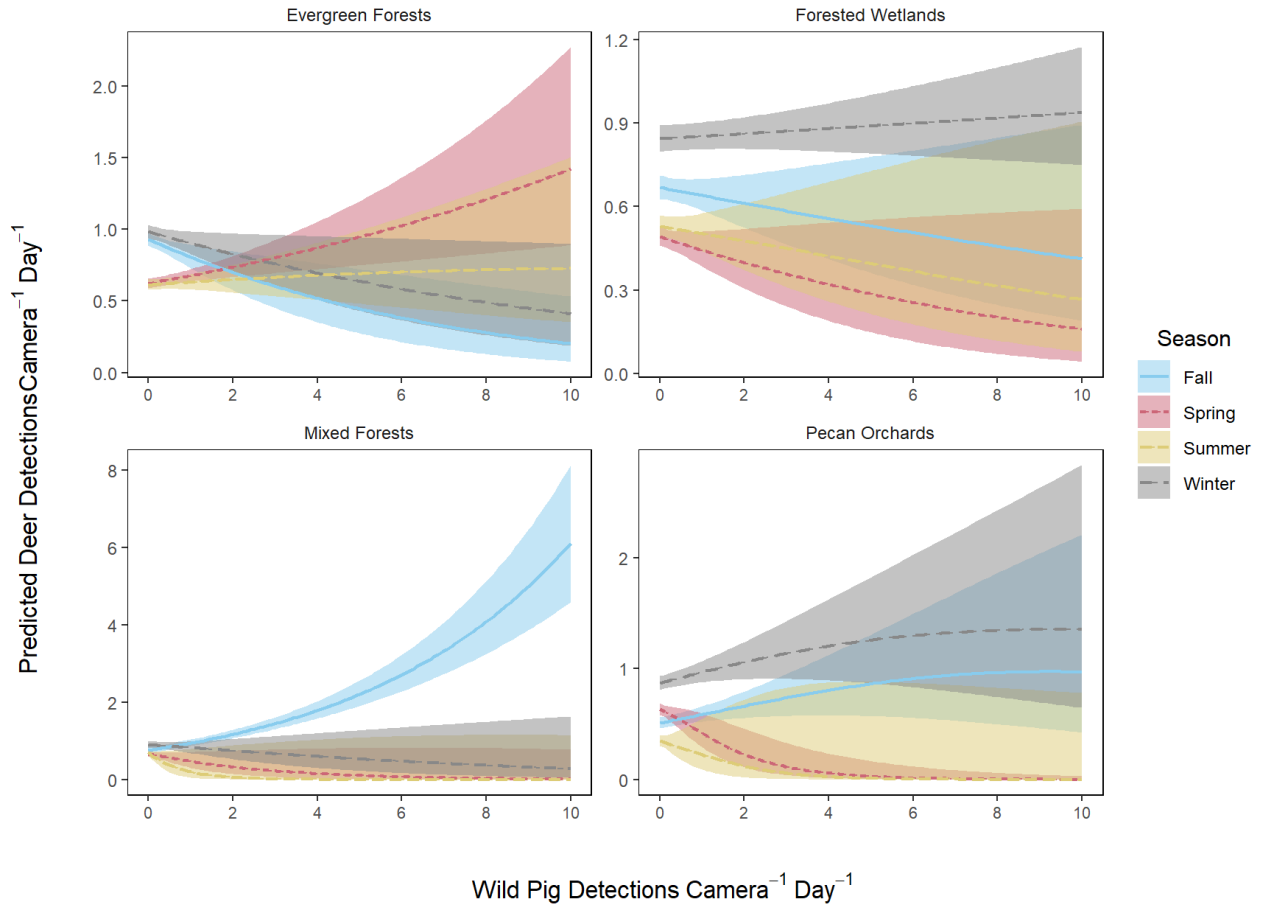 Evergreen Forests
Forested Wetlands
2.0
1.5
1.0
0.5
0.0
0 2 4 6 8 10
1.2
0.9
0.6
0.3
0.0
0 2 4 6 8 10
Mixed Forests
Pecan Orchards
8
6
4
2
0
0 2 4 6 8 10
2
1
0
0 2 4 6 8 10
Predicted Deer DetectionsCamera⁻¹ Day⁻¹
Wild Pig Detections Camera⁻¹ Day⁻¹
Season
Fall
Spring
Summer
Winter